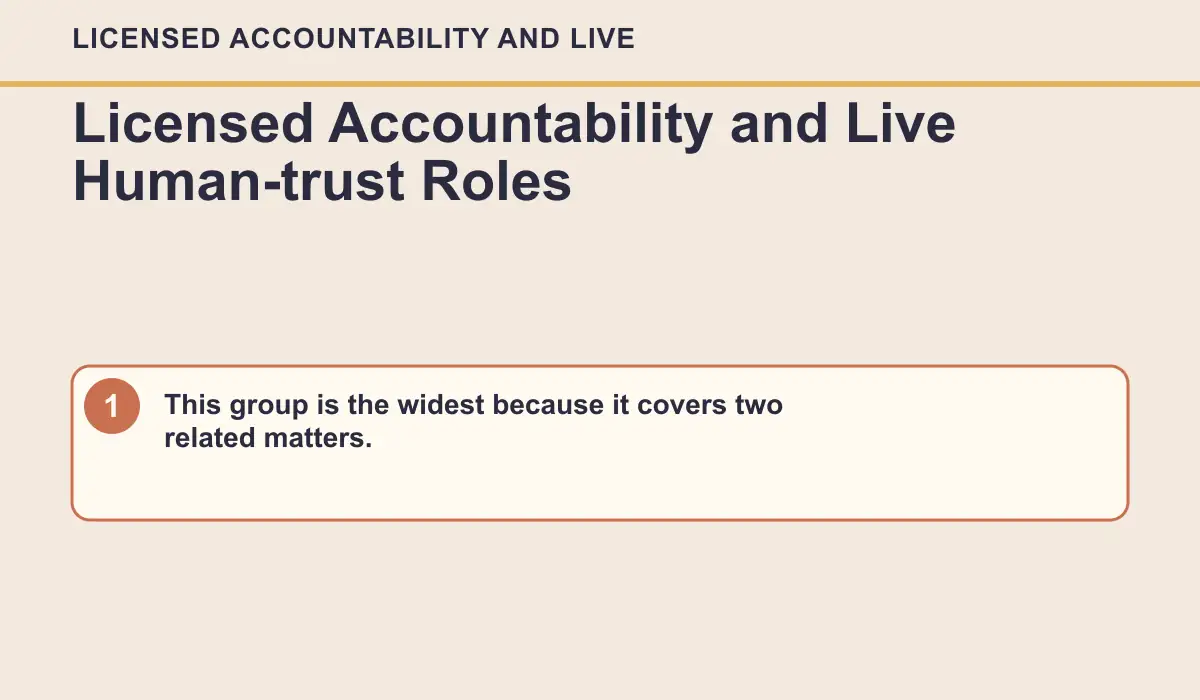 LICENSED ACCOUNTABILITY AND LIVE
Licensed Accountability and Live
Human-trust Roles
1
This group is the widest because it covers two
related matters.